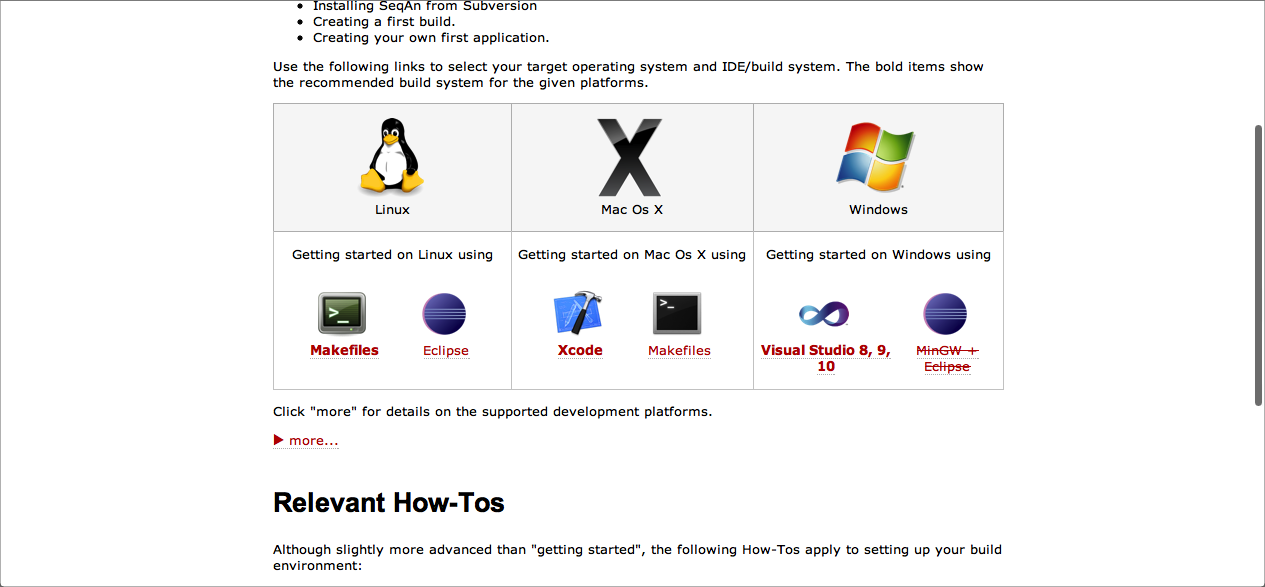 Installing SeqAn from Subversion
Creating a first build.
Creating your own first application.
Use the following links to select your target operating system and IDE/build system. The bold items show
the recommended build system for the given platforms.
Linux
Mac Os X
Windows
Getting started on Linux using
Getting started on Mac Os X using
Getting started on Windows using
Makefiles
Eclipse
Xcode
Makefiles
Visual Studio 8, 9,
10
MinGW +
Eclipse
Click "more" for details on the supported development platforms.
more...
Relevant How-Tos
Although slightly more advanced than "getting started", the following How-Tos apply to setting up your build
environment: